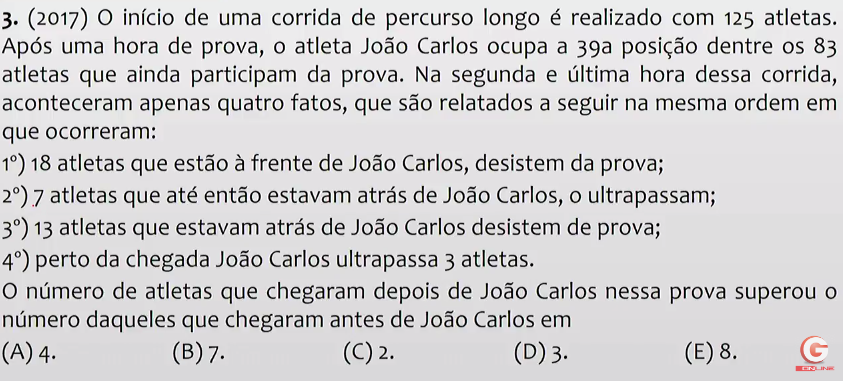 3. (2017) O início de uma corrida de percurso longo é realizado com 125 atletas.
Após uma hora de prova, o atleta João Carlos ocupa a 39a posição dentre os 83
atletas que ainda participam da prova. Na segunda e última hora dessa corrida,
aconteceram apenas quatro fatos, que são relatados a seguir na mesma ordem em
que ocorreram:
1º) 18 atletas que estão à frente de João Carlos, desistem da prova;
2º) 7 atletas que até então estavam atrás de João Carlos, o ultrapassam;
3º) 13 atletas que estavam atrás de João Carlos desistem de prova;
4º) perto da chegada João Carlos ultrapassa 3 atletas.
O número de atletas que chegaram depois de João Carlos nessa prova superou o
número daqueles que chegaram antes de João Carlos em
(A) 4. (B) 7. (C) 2. (D) 3. (E) 8.
G